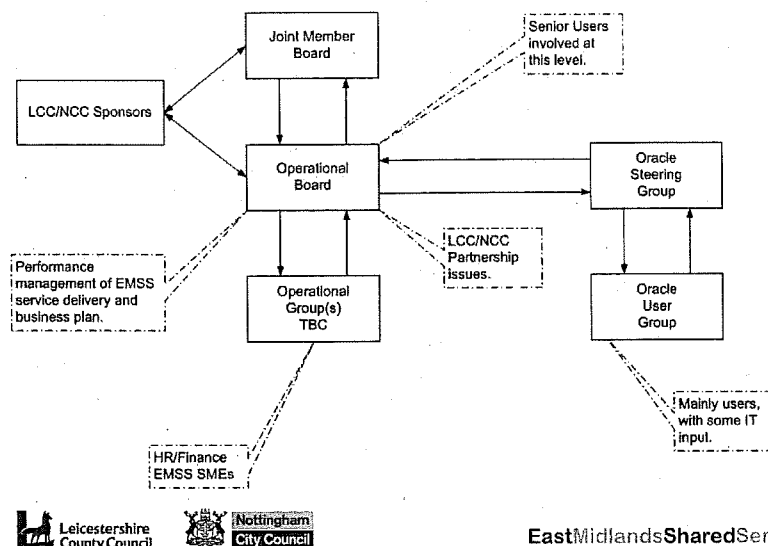 Joint Member
Board
Senior Users
involved at
this level.
LCC/NCC Sponsors
Operational
Board
Oracle
Steering
Group
Performance
management of EMSS
service delivery and
business plan.
Operational
Group(s)
TBC
LCC/NCC
Partnership
issues.
Oracle
User
Group
HR/Finance
EMSS SMEs
Mainly users,
with some IT
input.
Leicestershire
County Council
Nottingham
City Council
EastMidlandsSharedSer